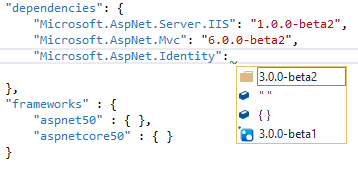 "dependencies": {
"Microsoft.AspNet.Server.IIS": "1.0.0-beta2",
"Microsoft.AspNet.Mvc": "6.0.0-beta2",
"Microsoft.AspNet.Identity":
3.0.0-beta2
" "
{ }
3.0.0-beta1
},
"frameworks" : {
"aspnet50" : { },
"aspnetcore50" : { }
}